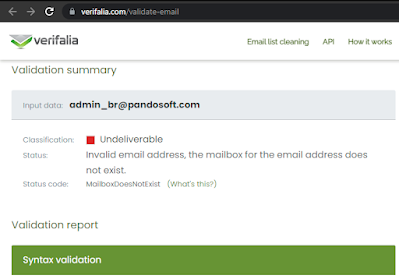 verifalia.com/validate-email
verifalia
Email list cleaning API How it works
Validation summary
Input data: admin_br@pandosoft.com
Classification: Undeliverable
Status: Invalid email address, the mailbox for the email address does
not exist.
Status code: MailboxDoesNotExist (What's this?)
Validation report
Syntax validation